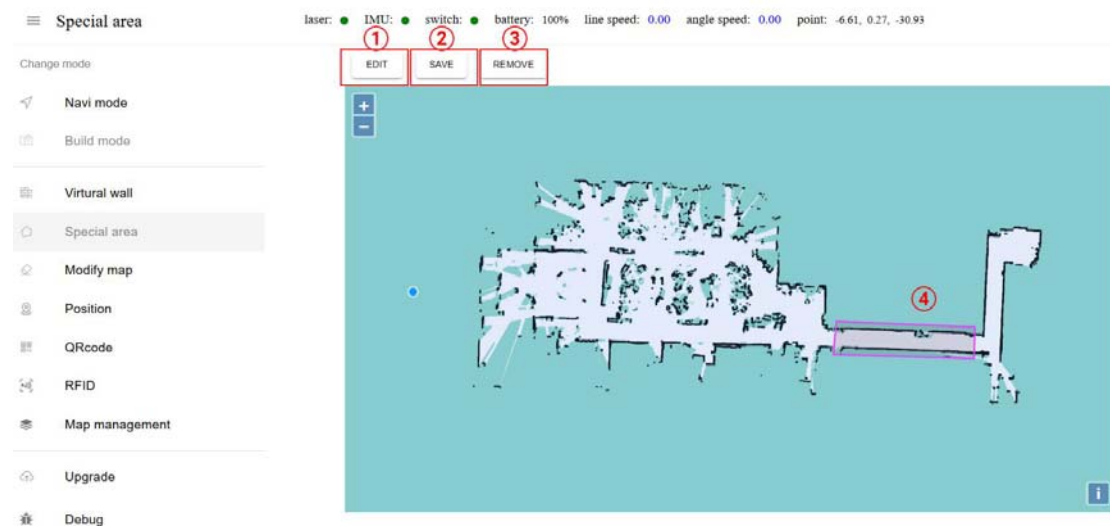 Special area
laser: IMU: switch: battery: 100% line speed: 0.00 angle speed: 0.00 point: -6.61, 0.27, -30.93
① ② ③
EDIT SAVE REMOVE
Change mode
Navi mode
Build mode
Virtural wall
Special area
Modify map
Position
QRcode
RFID
Map management
Upgrade
Debug
+
−
④
i